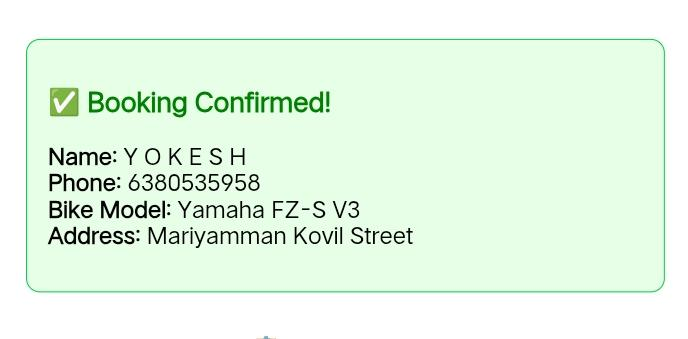 ✅ Booking Confirmed!
Name: Y O K E S H
Phone: 6380535958
Bike Model: Yamaha FZ-S V3
Address: Mariyamman Kovil Street